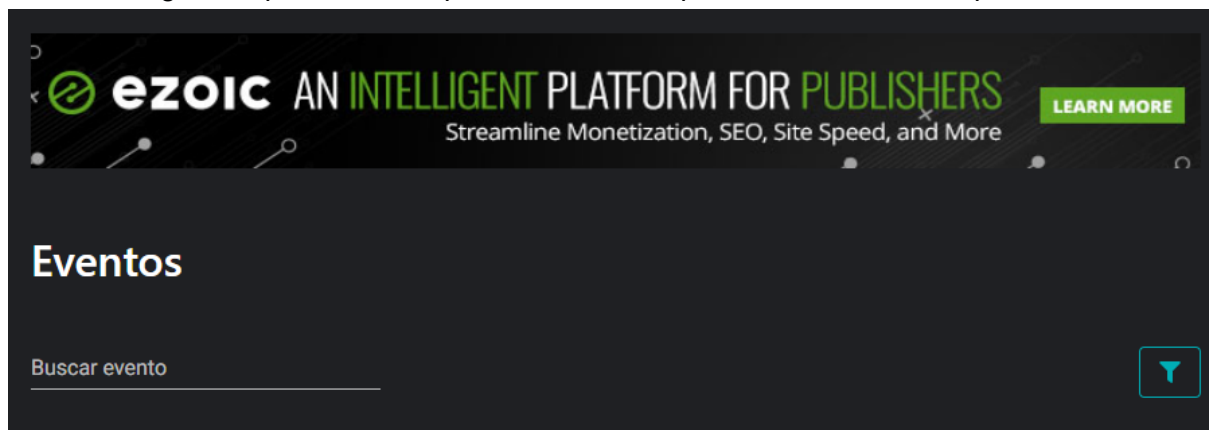 ezoic AN INTELLIGENT PLATFORM FOR PUBLISHERS
Streamline Monetization, SEO, Site Speed, and More
LEARN MORE
Eventos
Buscar evento